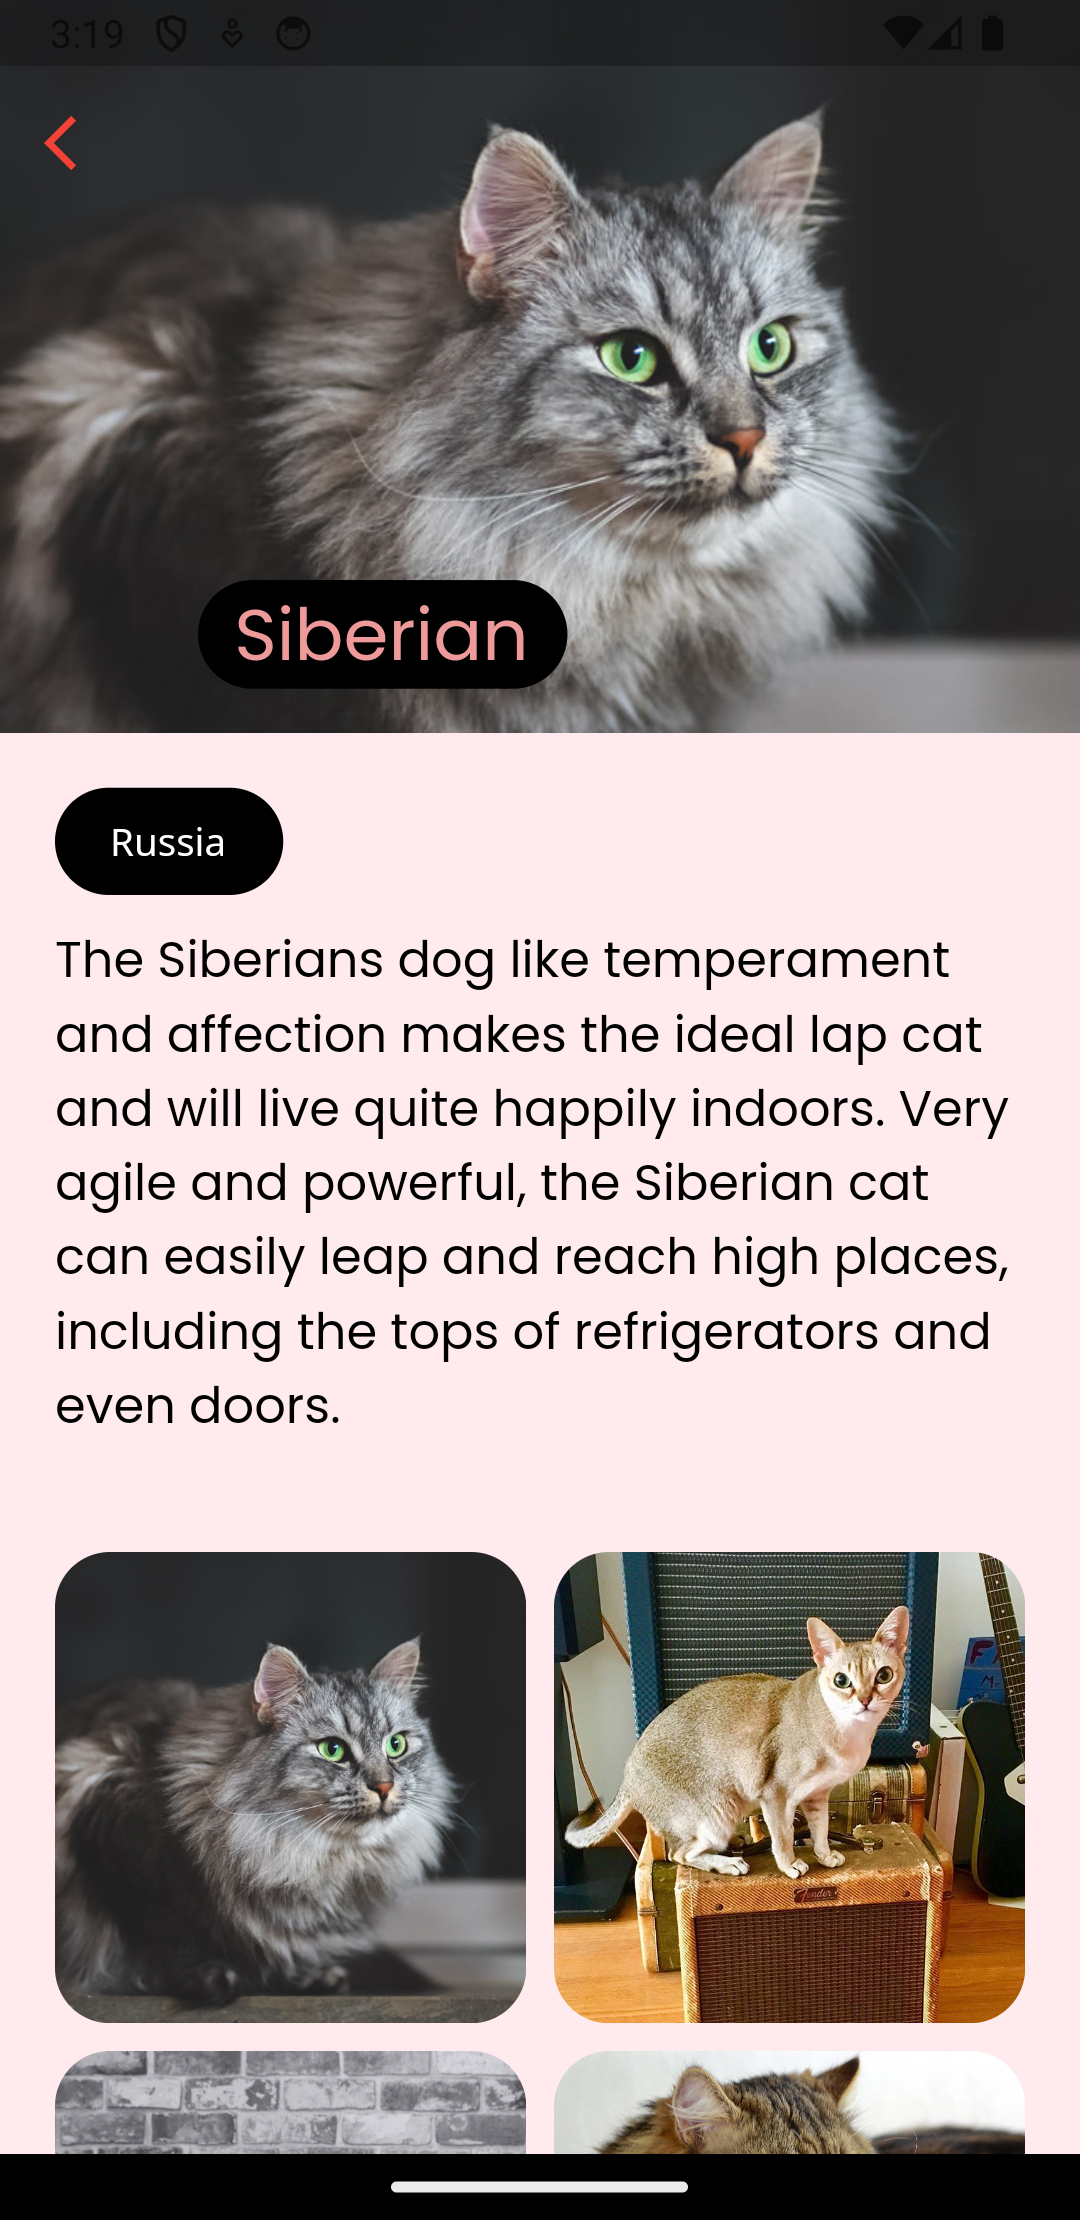 3:19
Siberian
Russia
The Siberians dog like temperament
and affection makes the ideal lap cat
and will live quite happily indoors. Very
agile and powerful, the Siberian cat
can easily leap and reach high places,
including the tops of refrigerators and
even doors.
Fender